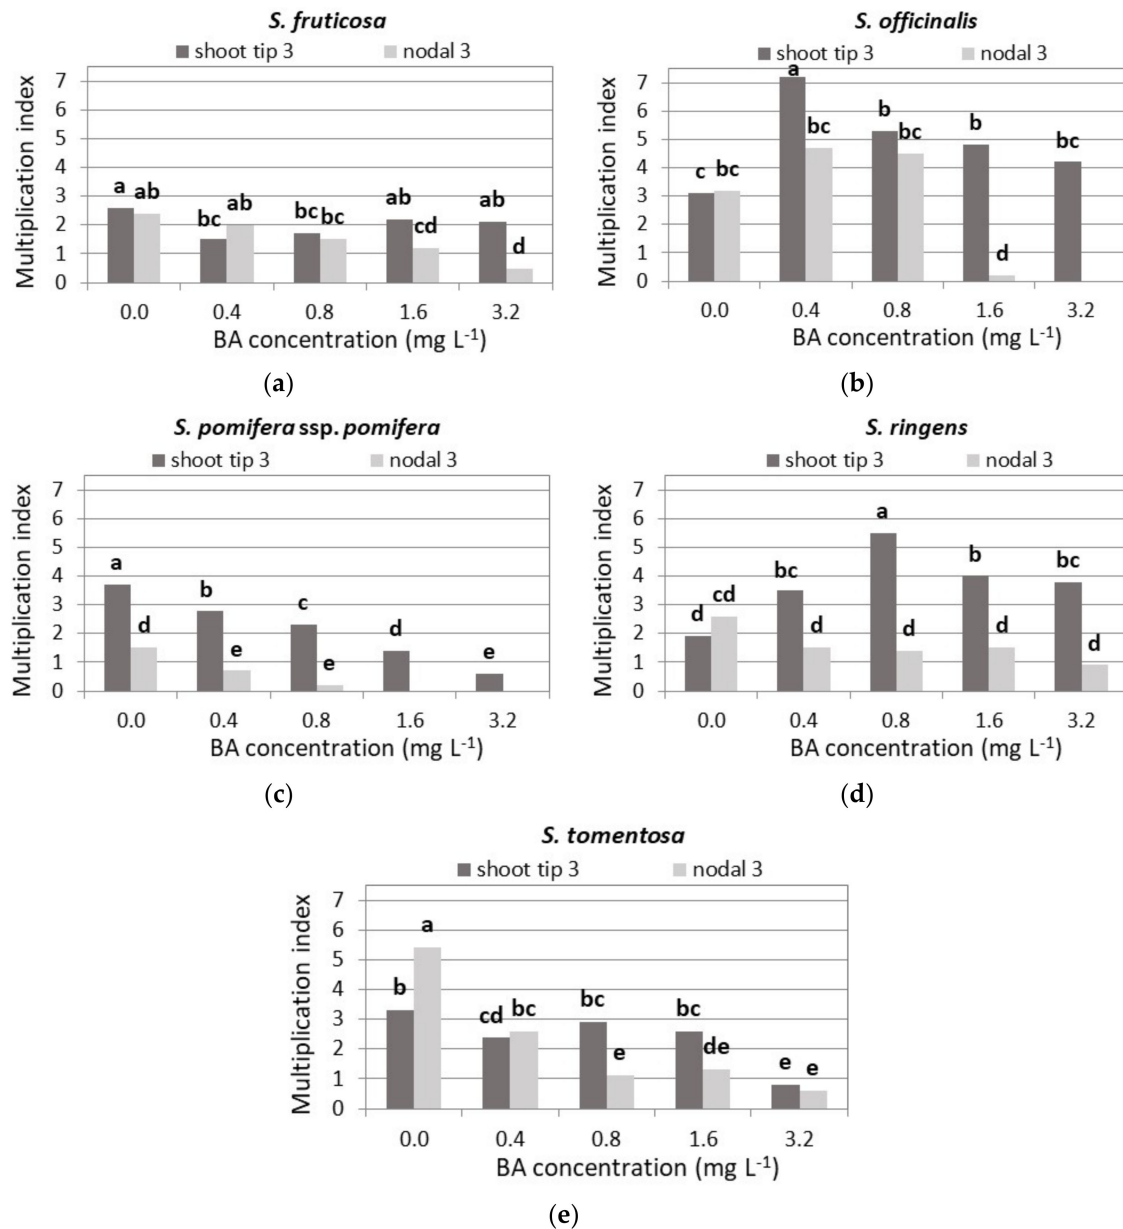 S. fruticosa
shoot tip 3 nodal 3
Multiplication index
7
6
5
4
3
2
1
0
a ab bc ab bc bc ab cd ab d
0.0 0.4 0.8 1.6 3.2
BA concentration (mg L-1)
(a)
S. officinalis
shoot tip 3 nodal 3
Multiplication index
7
6
5
4
3
2
1
0
c bc a bc b bc b d bc
0.0 0.4 0.8 1.6 3.2
BA concentration (mg L-1)
(b)
S. pomifera ssp. pomifera
shoot tip 3 nodal 3
Multiplication index
7
6
5
4
3
2
1
0
a d b e c e d e
0.0 0.4 0.8 1.6 3.2
BA concentration (mg L-1)
(c)
S. ringens
shoot tip 3 nodal 3
Multiplication index
7
6
5
4
3
2
1
0
d cd bc d a d b d bc d
0.0 0.4 0.8 1.6 3.2
BA concentration (mg L-1)
(d)
S. tomentosa
shoot tip 3 nodal 3
Multiplication index
7
6
5
4
3
2
1
0
b a cd bc bc e bc de e e
0.0 0.4 0.8 1.6 3.2
BA concentration (mg L-1)
(e)